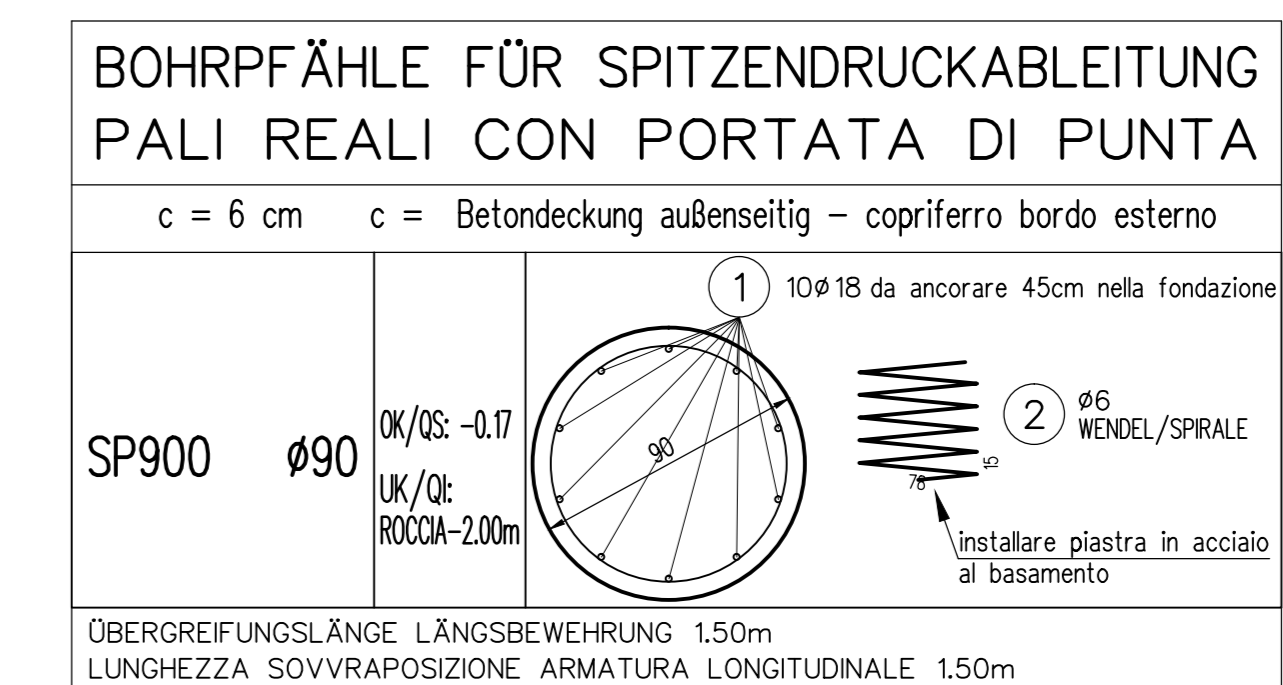 BOHRPFÄHLE FÜR SPITZENDRUCKABLEITUNG
PALI REALI CON PORTATA DI PUNTA
c = 6 cm c = Betondeckung außenseitig – copriferro bordo esterno
SP900 ø90
OK/QS: -0.17
UK/QI:
ROCCIA-2.00m
1 10ø18 da ancorare 45cm nella fondazione
90
2 ø6
WENDEL/SPIRALE
15
78
installare piastra in acciaio
al basamento
ÜBERGREIFUNGSLÄNGE LÄNGSBEWEHRUNG 1.50m
LUNGHEZZA SOVVRAPOSIZIONE ARMATURA LONGITUDINALE 1.50m